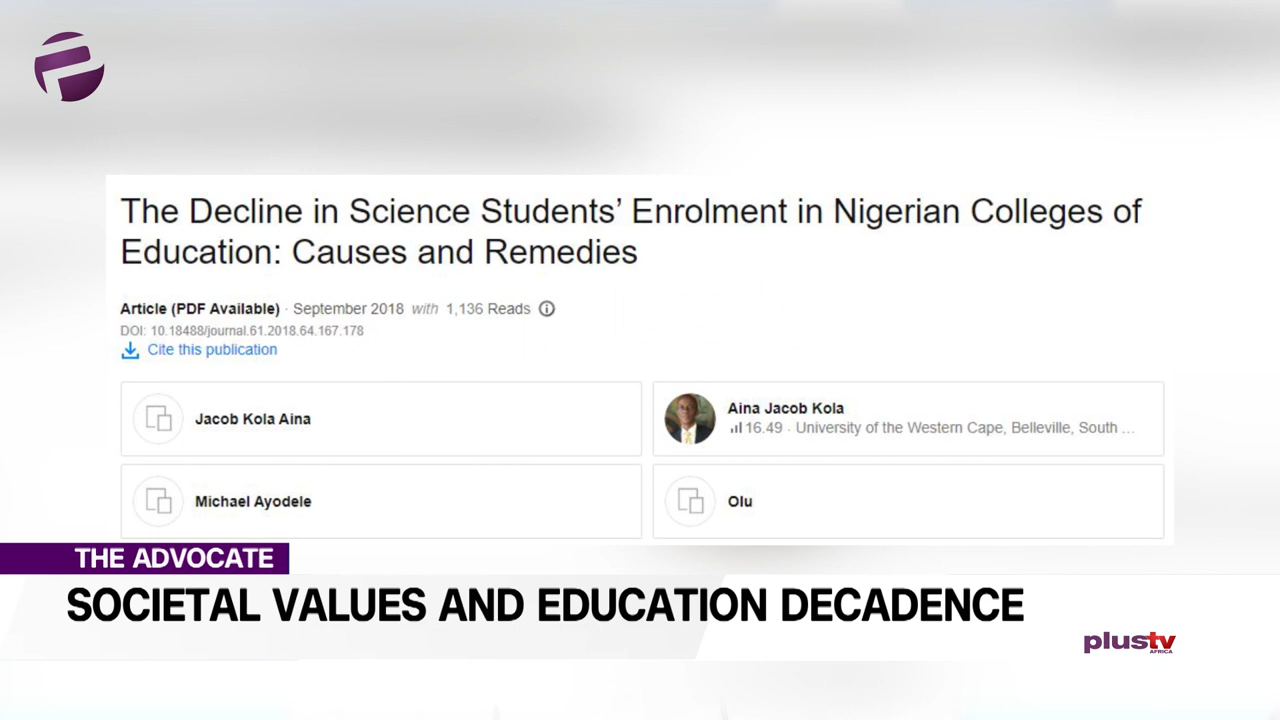 The Decline in Science Students’ Enrolment in Nigerian Colleges of
Education: Causes and Remedies
Article (PDF Available) · September 2018 with 1,136 Reads
DOI: 10.18488/journal.61.2018.64.167.178
Cite this publication
Jacob Kola Aina
Aina Jacob Kola
16.49 · University of the Western Cape, Belleville, South ...
Michael Ayodele
Olu
THE ADVOCATE
SOCIETAL VALUES AND EDUCATION DECADENCE
plustv
AFRICA